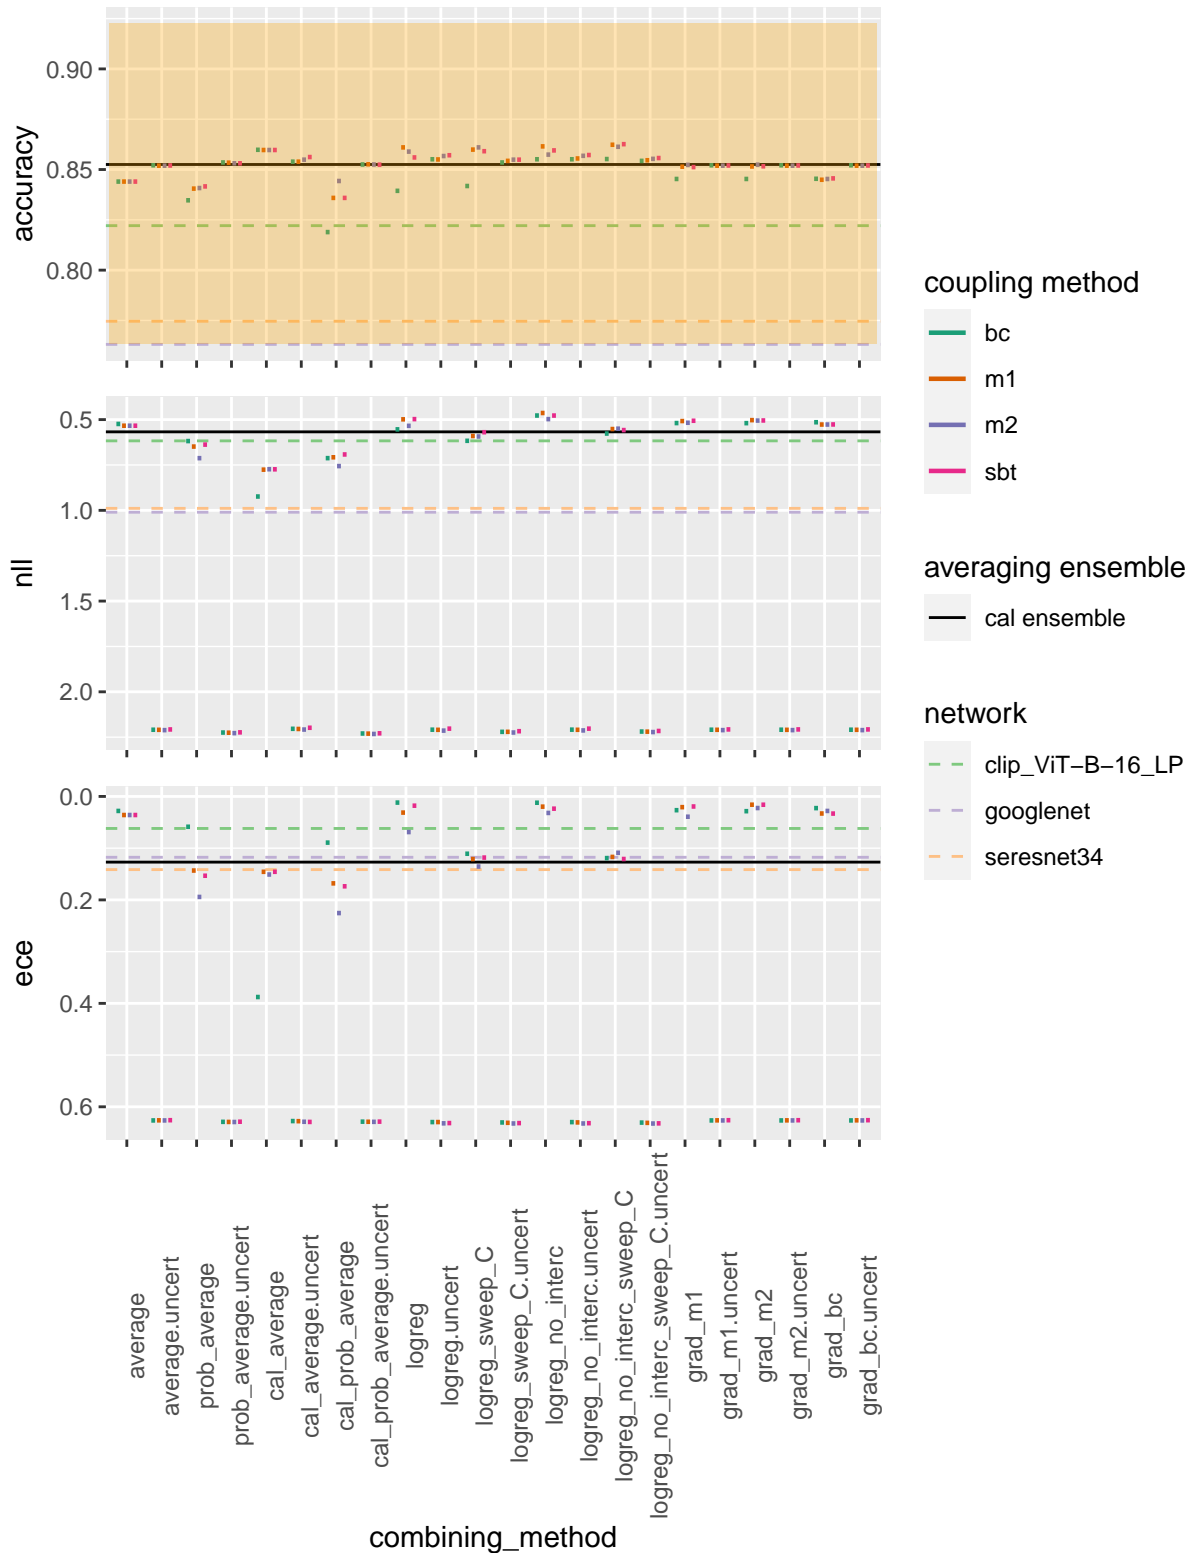 accuracy
0.90
0.85
0.80
nll
0.5
1.0
1.5
2.0
ece
0.0
0.2
0.4
0.6
average
average.uncert
prob_average
prob_average.uncert
cal_average
cal_average.uncert
cal_prob_average
cal_prob_average.uncert
logreg
logreg.uncert
logreg_sweep_C
logreg_sweep_C.uncert
logreg_no_interc
logreg_no_interc.uncert
logreg_no_interc_sweep_C
logreg_no_interc_sweep_C.uncert
grad_m1
grad_m1.uncert
grad_m2
grad_m2.uncert
grad_bc
grad_bc.uncert
combining_method
coupling method
bc
m1
m2
sbt
averaging ensemble
cal ensemble
network
clip_ViT−B−16_LP
googlenet
seresnet34